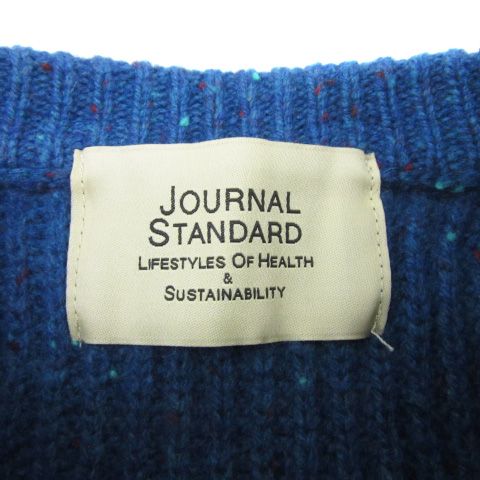 JOURNAL
STANDARD
LIFESTYLES OF HEALTH
&
SUSTAINABILITY